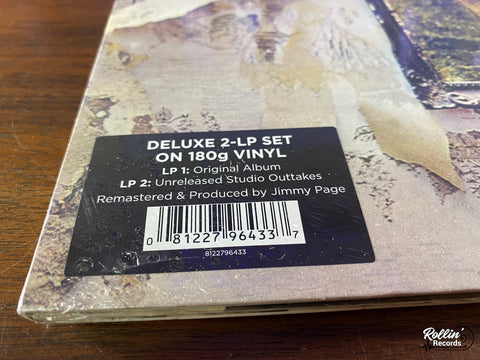 DELUXE 2-LP SET
ON 180g VINYL
LP 1: Original Album
LP 2: Unreleased Studio Outtakes
Remastered & Produced by Jimmy Page
0 81227 96433 7
8122796433
Rollin'
Records